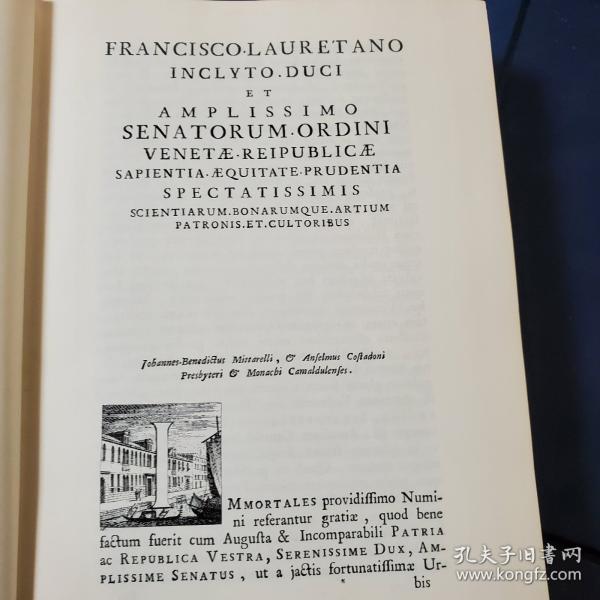 FRANCISCO·LAURETANO
INCLYTO.DUCI
ET
AMPLISSIMO
SENATORUM·ORDINI
VENETÆ·REIPUBLICÆ
SAPIENTIA·ÆQUITATE·PRUDENTIA
SPECTATISSIMIS
SCIENTIARUM.BONARUMQUE.ARTIUM
PATRONIS.ET.CULTORIBUS
Johannes-Benedictus Mittarelli, & Anselmus Coſtadoni
Presbyteri & Monachi Camaldulenſes.
IMMORTALES providiſſimo Numi-
ni referantur gratiæ, quod bene
factum fuerit cum Auguſta & Incomparabili PATRIA
ac REPUBLICA VESTRA, SERENISSIME DUX, AM-
PLISSIME SENATUS, ut a jactis fortunatiſſimæ Ur-
bis
孔夫子旧书网
www.kongfz.com